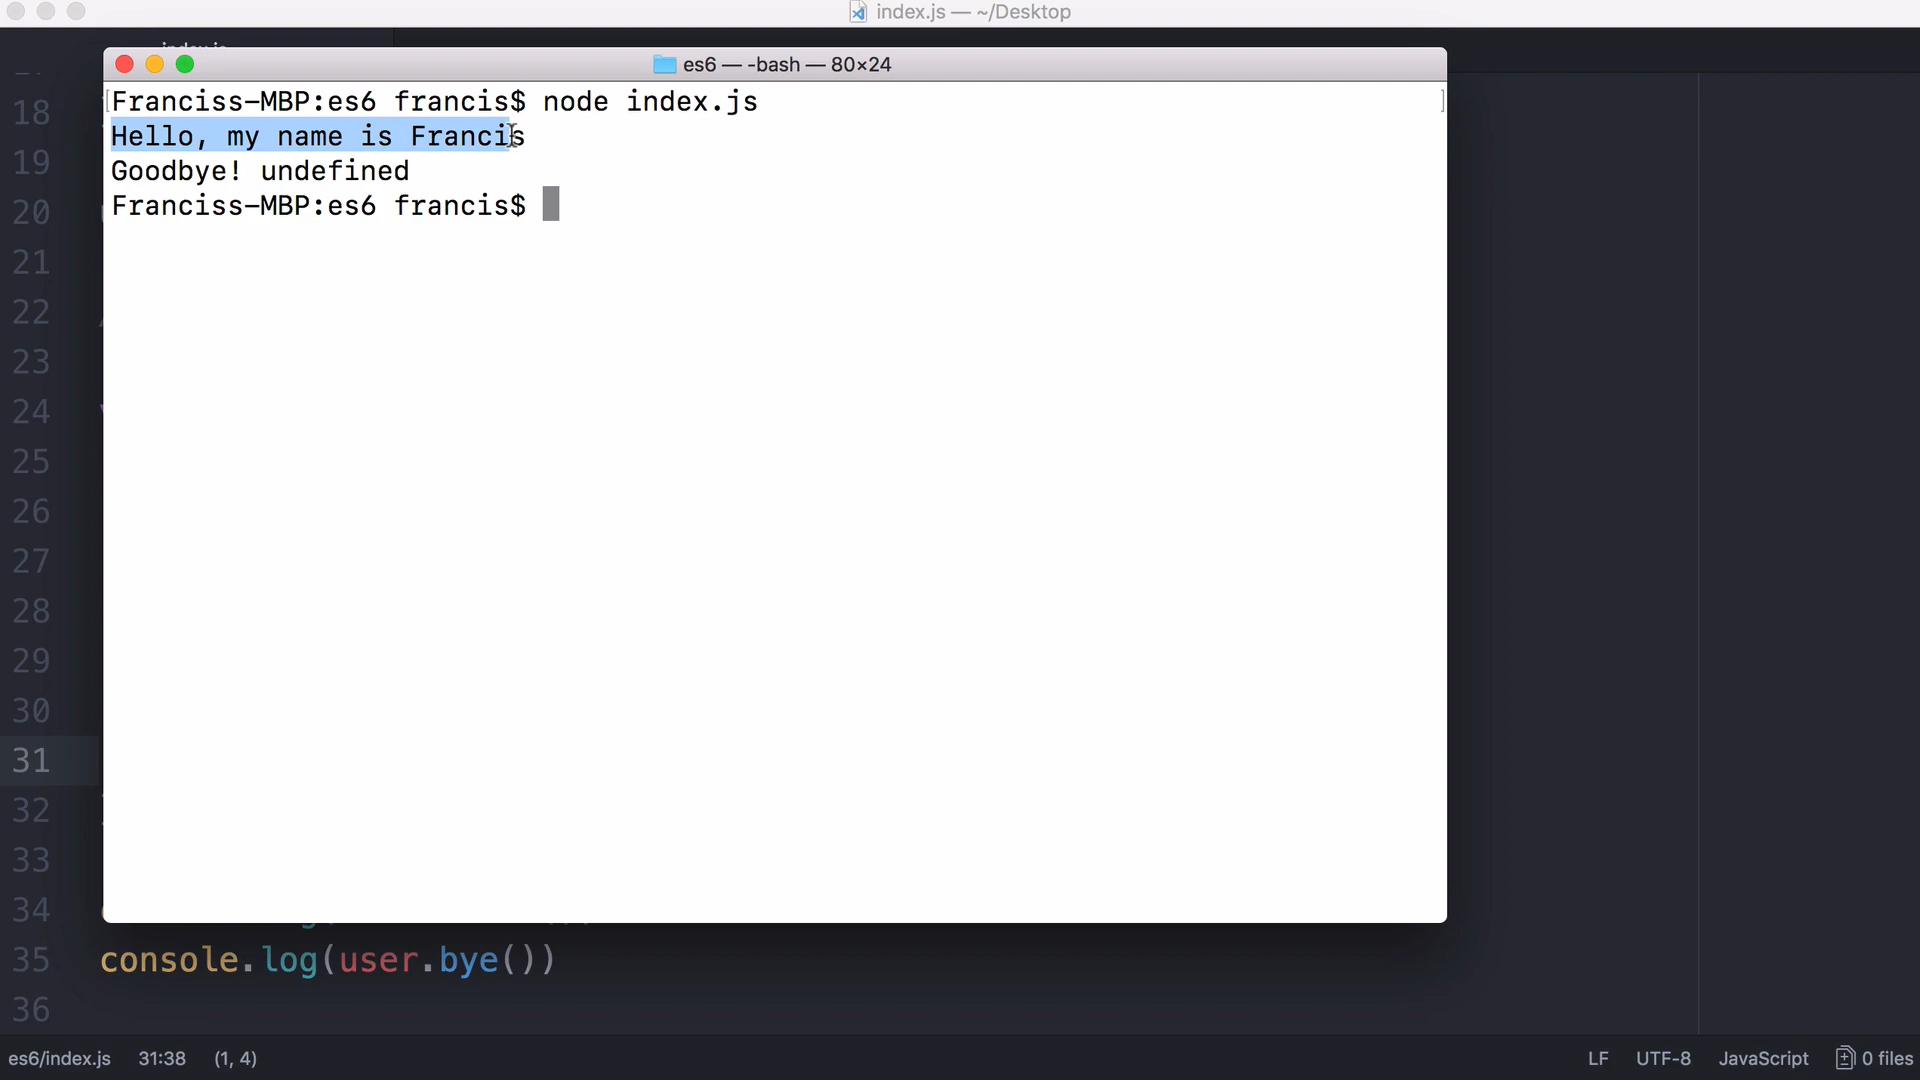 index.js — ~/Desktop
index.js
es6 — -bash — 80×24
Franciss-MBP:es6 francis$ node index.js
Hello, my name is Francis
Goodbye! undefined
Franciss-MBP:es6 francis$
18
19
20
21
22
23
24
25
26
27
28
29
30
31
32
33
34
35 console.log(user.bye())
36
es6/index.js 31:38 (1, 4) LF UTF-8 JavaScript 0 files